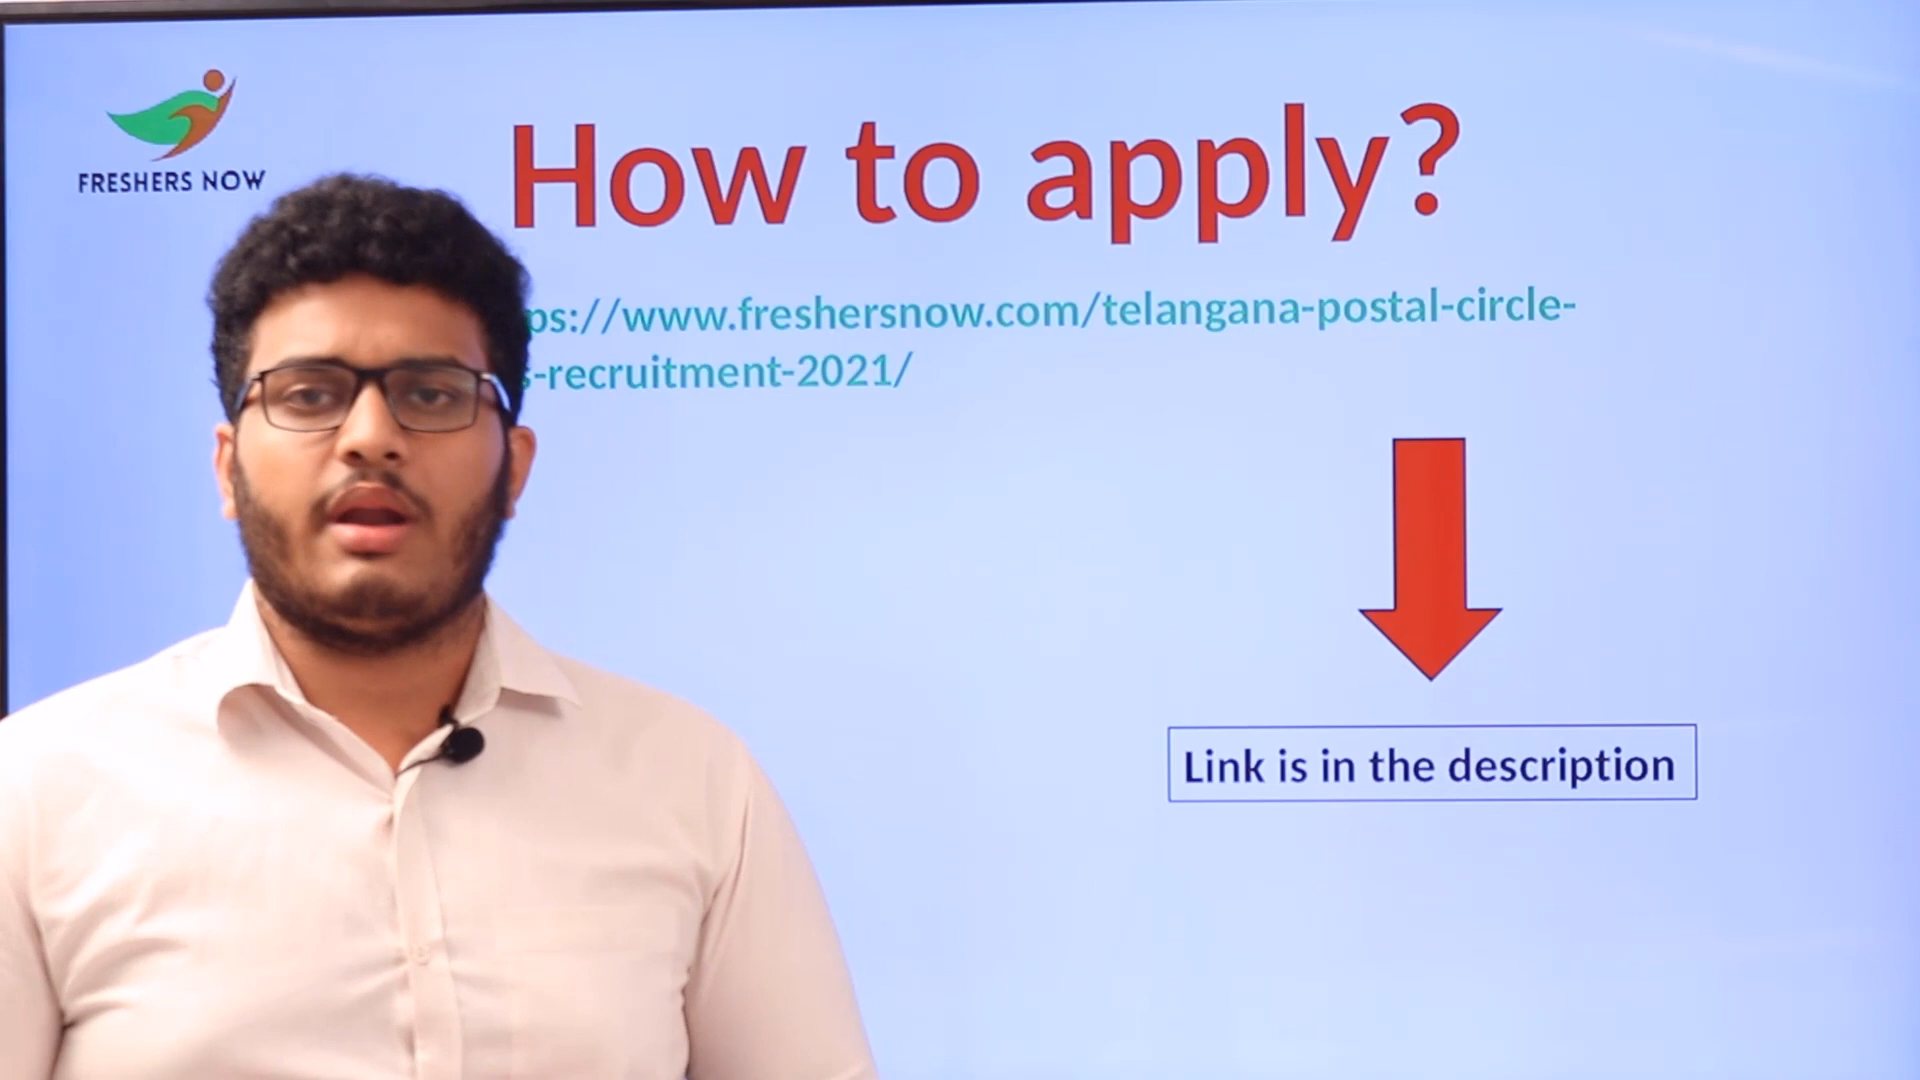 FRESHERS NOW
How to apply?
ps://www.freshersnow.com/telangana-postal-circle-
-recruitment-2021/
Link is in the description